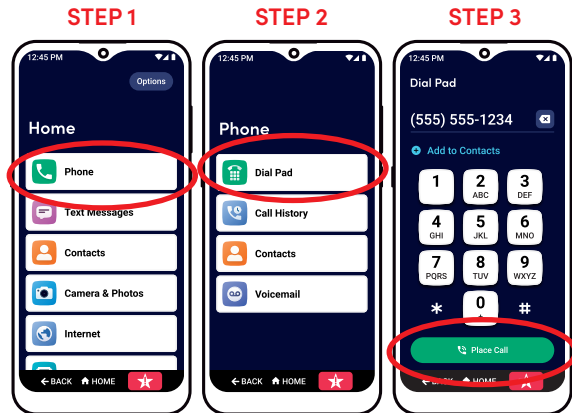 STEP 1
12:45 PM
Options
Home
Phone
Text Messages
Contacts
Camera & Photos
Internet
BACK HOME
STEP 2
12:45 PM
Phone
Dial Pad
Call History
Contacts
Voicemail
BACK HOME
STEP 3
12:45 PM
Dial Pad
(555) 555-1234
Add to Contacts
1 2 3
ABC DEF
4 5 6
GHI JKL MNO
7 8 9
PQRS TUV WXYZ
* 0 #
+
Place Call
BACK HOME